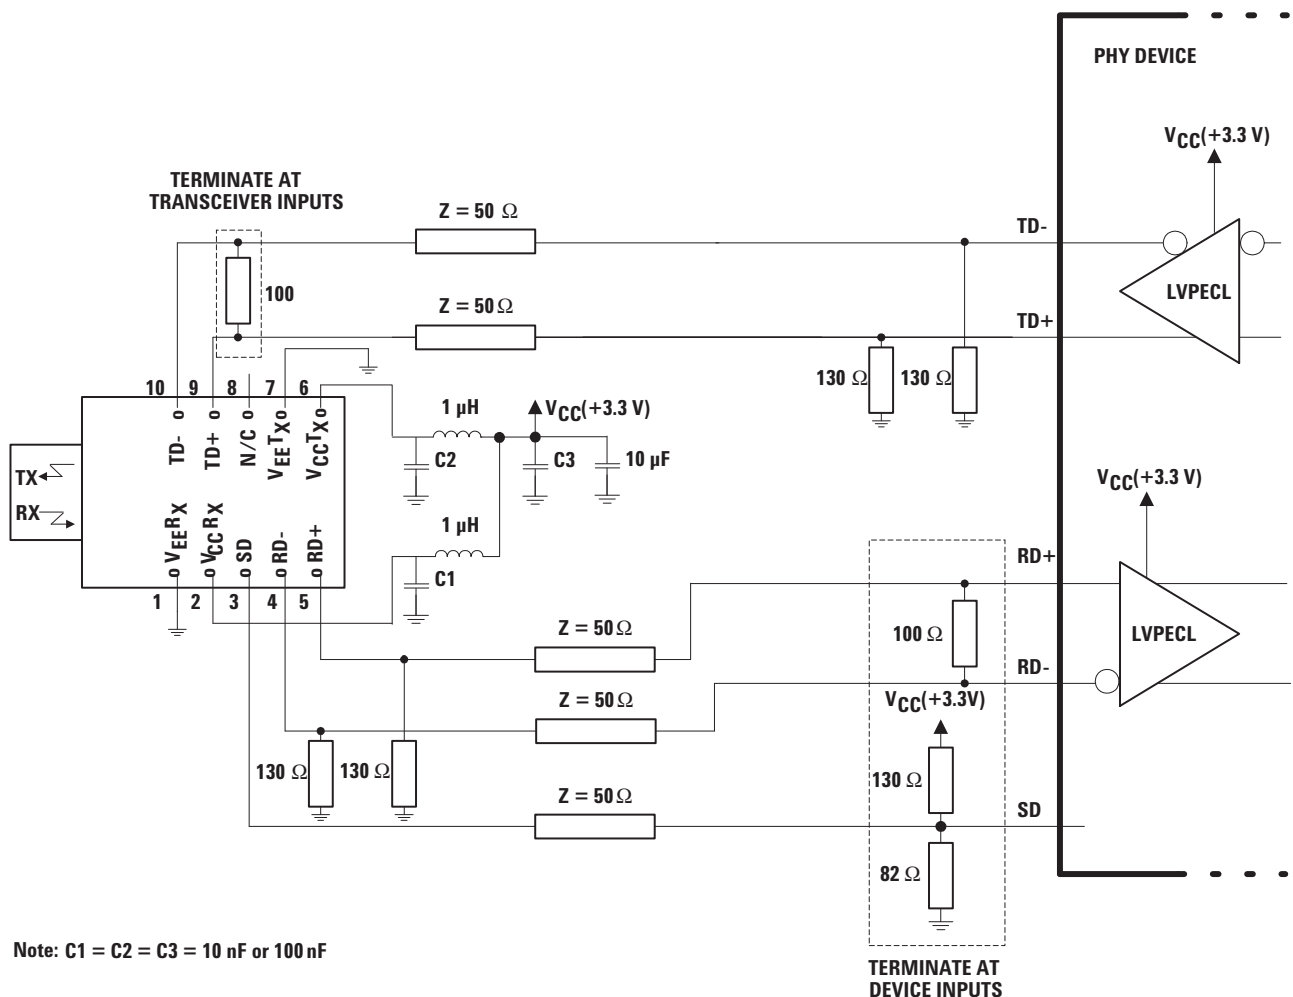 PHY DEVICE
VCC(+3.3 V)
TERMINATE AT
TRANSCEIVER INPUTS
Z = 50 Ω
TD-
LVPECL
100
Z = 50 Ω
TD+
130 Ω
130 Ω
10 9 8 7 6
TD- o
TD+ o
N/C o
VEETXo
VCCTXo
1 µH
VCC(+3.3 V)
C2
C3
10 µF
TX
RX
o VEERX
o VCCRX
o SD
o RD-
o RD+
1 µH
C1
1 2 3 4 5
VCC(+3.3 V)
RD+
Z = 50 Ω
100 Ω
LVPECL
RD-
Z = 50 Ω
VCC(+3.3V)
130 Ω
130 Ω
130 Ω
Z = 50 Ω
SD
82 Ω
Note: C1 = C2 = C3 = 10 nF or 100 nF
TERMINATE AT
DEVICE INPUTS